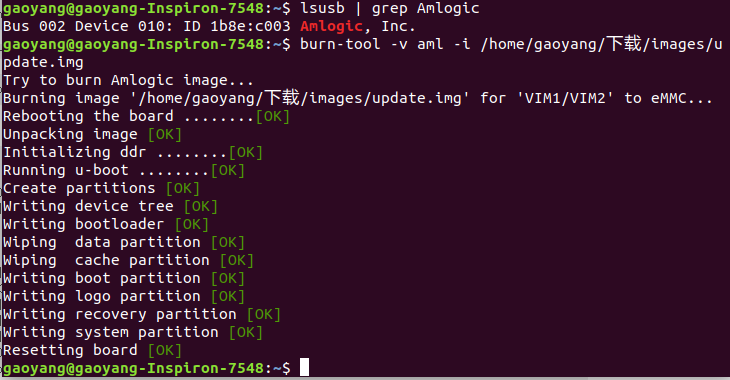 gaoyang@gaoyang-Inspiron-7548:~$ lsusb | grep Amlogic
Bus 002 Device 010: ID 1b8e:c003 Amlogic, Inc.
gaoyang@gaoyang-Inspiron-7548:~$ burn-tool -v aml -i /home/gaoyang/下载/images/u
pdate.img
Try to burn Amlogic image...
Burning image '/home/gaoyang/下载/images/update.img' for 'VIM1/VIM2' to eMMC...
Rebooting the board ........[OK]
Unpacking image [OK]
Initializing ddr ........[OK]
Running u-boot ........[OK]
Create partitions [OK]
Writing device tree [OK]
Writing bootloader [OK]
Wiping  data partition [OK]
Wiping  cache partition [OK]
Writing boot partition [OK]
Writing logo partition [OK]
Writing recovery partition [OK]
Writing system partition [OK]
Resetting board [OK]
gaoyang@gaoyang-Inspiron-7548:~$